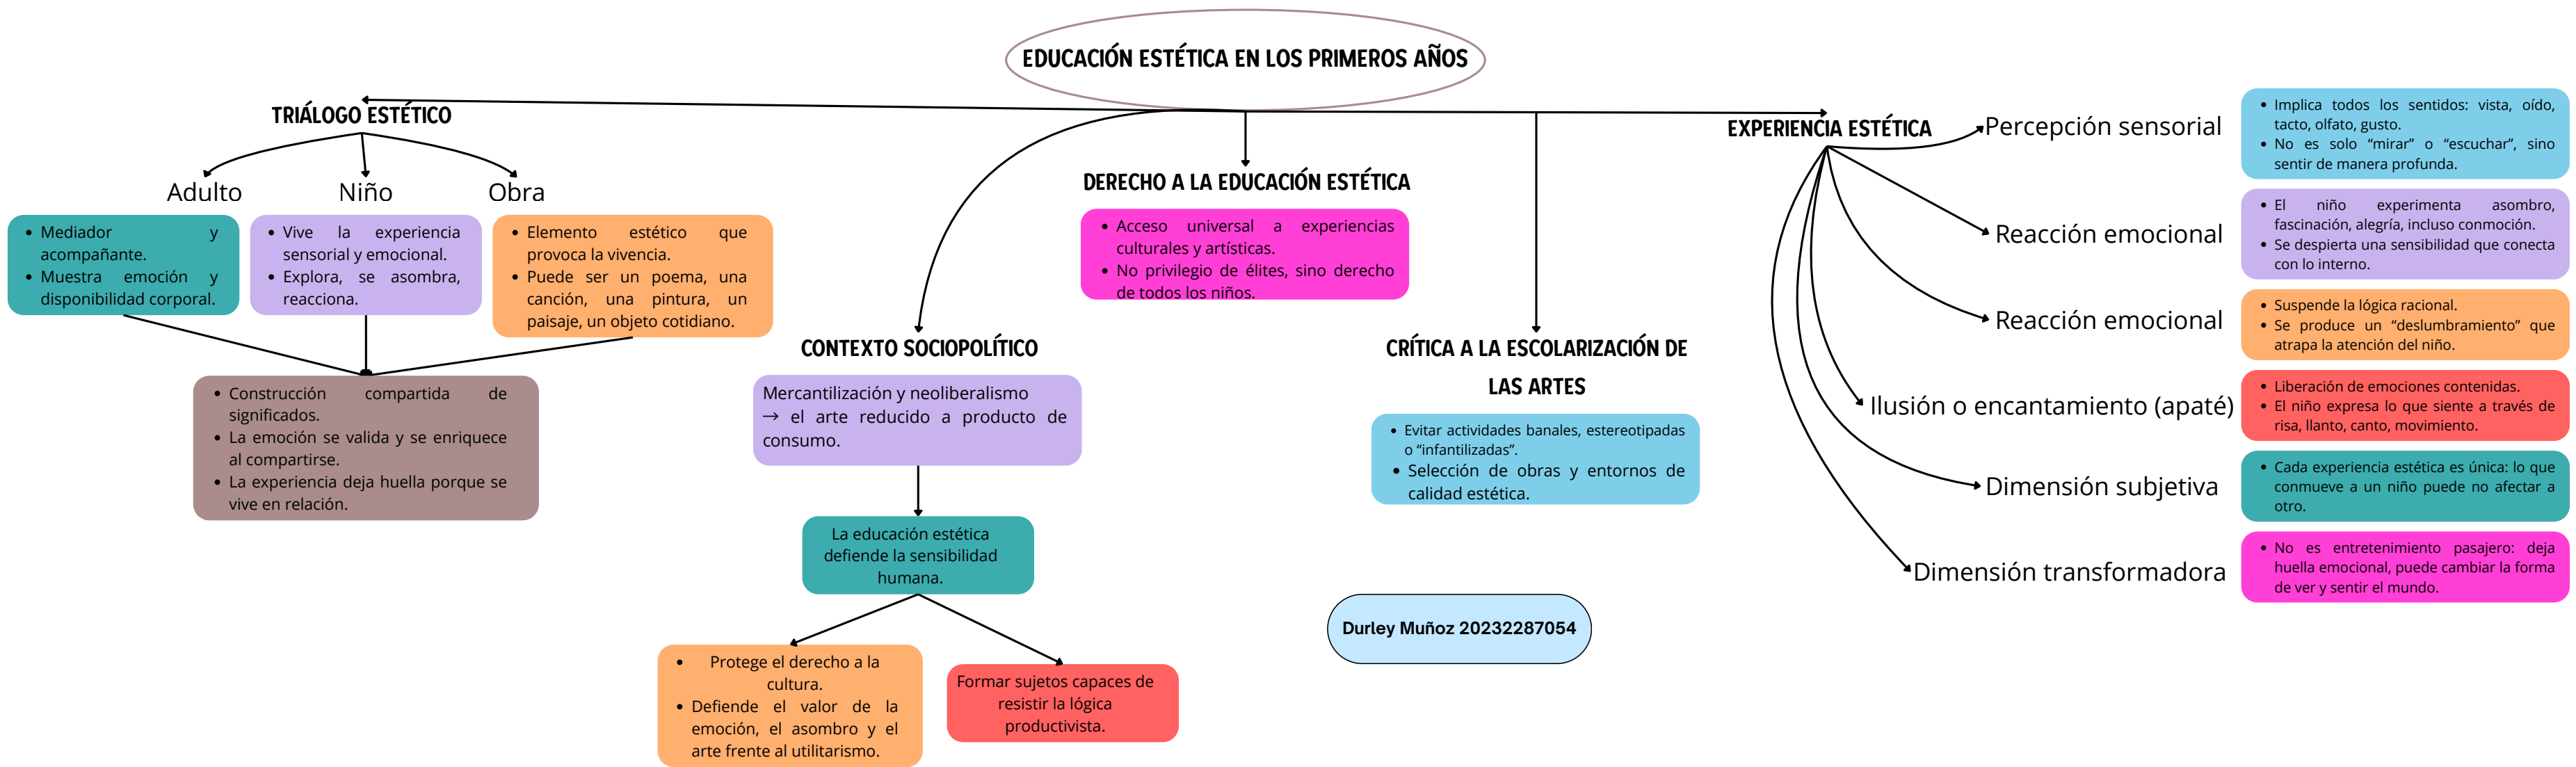 EDUCACIÓN ESTÉTICA EN LOS PRIMEROS AÑOS
TRIÁLOGO ESTÉTICO
Adulto
• Mediador y
acompañante.
• Muestra emoción y
disponibilidad corporal.
Niño
• Vive la experiencia
sensorial y emocional.
• Explora, se asombra,
reacciona.
Obra
• Elemento estético que
provoca la vivencia.
• Puede ser un poema, una
canción, una pintura, un
paisaje, un objeto cotidiano.
• Construcción compartida de
significados.
• La emoción se valida y se enriquece
al compartirse.
• La experiencia deja huella porque se
vive en relación.
CONTEXTO SOCIOPOLÍTICO
Mercantilización y neoliberalismo
→ el arte reducido a producto de
consumo.
La educación estética
defiende la sensibilidad
humana.
• Protege el derecho a la
cultura.
• Defiende el valor de la
emoción, el asombro y el
arte frente al utilitarismo.
Formar sujetos capaces de
resistir la lógica
productivista.
DERECHO A LA EDUCACIÓN ESTÉTICA
• Acceso universal a experiencias
culturales y artísticas.
• No privilegio de élites, sino derecho
de todos los niños.
CRÍTICA A LA ESCOLARIZACIÓN DE
LAS ARTES
• Evitar actividades banales, estereotipadas
o “infantilizadas”.
• Selección de obras y entornos de
calidad estética.
Durley Muñoz 20232287054
EXPERIENCIA ESTÉTICA
Percepción sensorial
• Implica todos los sentidos: vista, oído,
tacto, olfato, gusto.
• No es solo “mirar” o “escuchar”, sino
sentir de manera profunda.
Reacción emocional
• El niño experimenta asombro,
fascinación, alegría, incluso conmoción.
• Se despierta una sensibilidad que conecta
con lo interno.
Reacción emocional
• Suspende la lógica racional.
• Se produce un “deslumbramiento” que
atrapa la atención del niño.
Ilusión o encantamiento (apaté)
• Liberación de emociones contenidas.
• El niño expresa lo que siente a través de
risa, llanto, canto, movimiento.
Dimensión subjetiva
• Cada experiencia estética es única: lo que
conmueve a un niño puede no afectar a
otro.
Dimensión transformadora
• No es entretenimiento pasajero: deja
huella emocional, puede cambiar la forma
de ver y sentir el mundo.